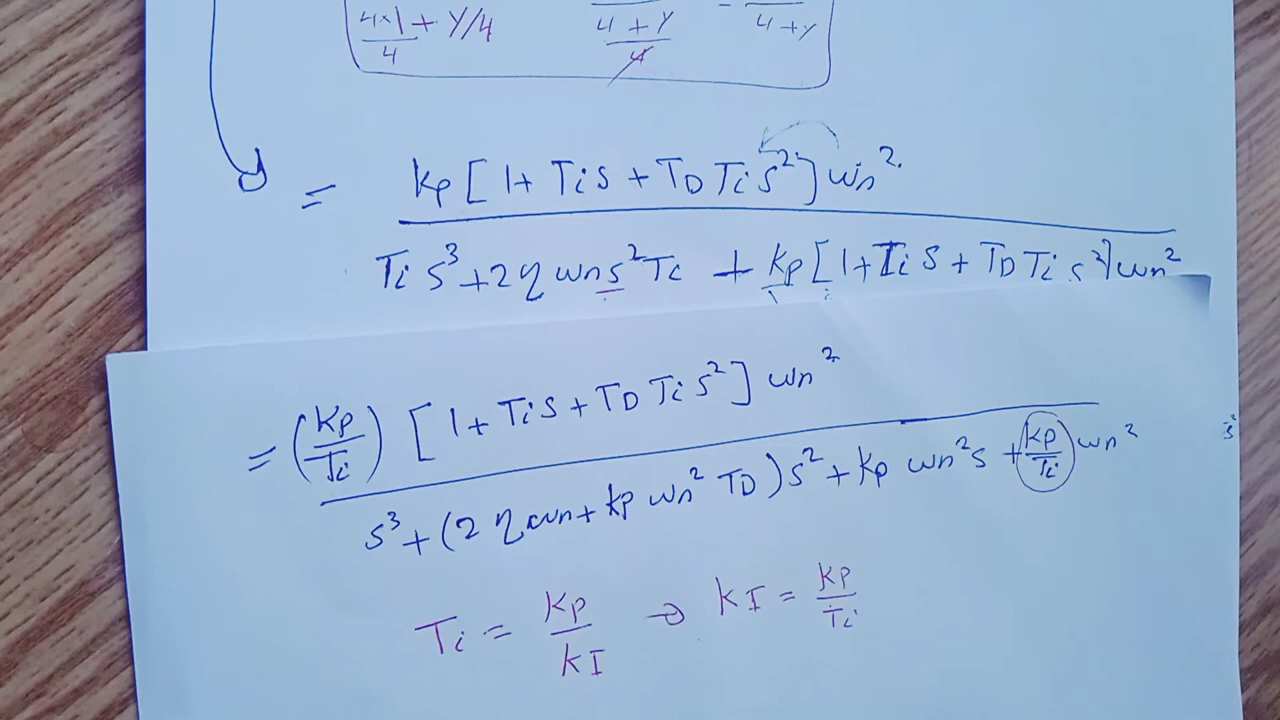 4×1/4 + Y/4   4 + Y/4   4 + Y
= Kp [1 + Ti s + TD Ti s²] wn²
Ti s³ + 2 η wn s² Ti + Kp [1 + Ti s + TD Ti s²] wn²
= (Kp/Ti) [1 + Ti s + TD Ti s²] wn²
s³ + (2 η wn + Kp wn² TD) s² + Kp wn² s + (Kp/Ti) wn²
s²
Ti = Kp/KI → KI = Kp/Ti